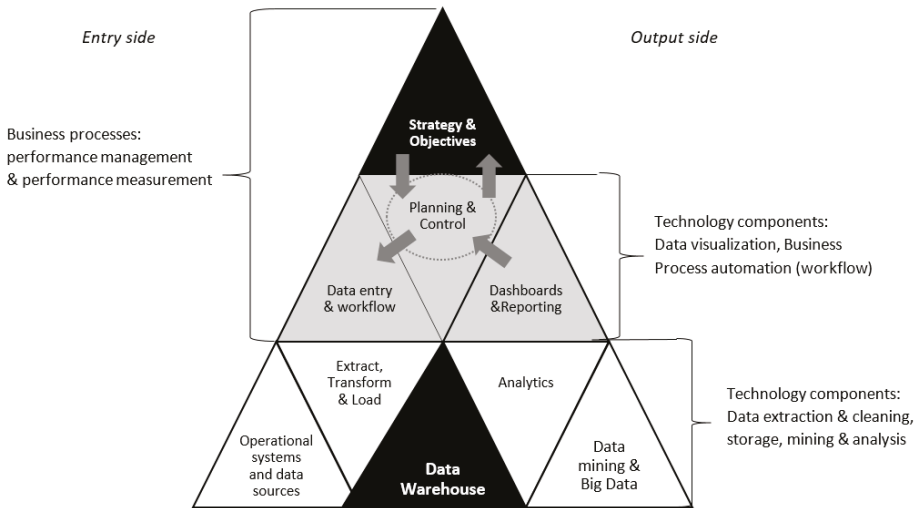 Entry side
Output side
Strategy &
Objectives
Business processes:
performance management
& performance measurement
Planning &
Control
Technology components:
Data visualization, Business
Process automation (workflow)
Data entry
& workflow
Dashboards
&Reporting
Extract,
Transform
& Load
Analytics
Technology components:
Data extraction & cleaning,
storage, mining & analysis
Operational
systems
and data
sources
Data
Warehouse
Data
mining &
Big Data